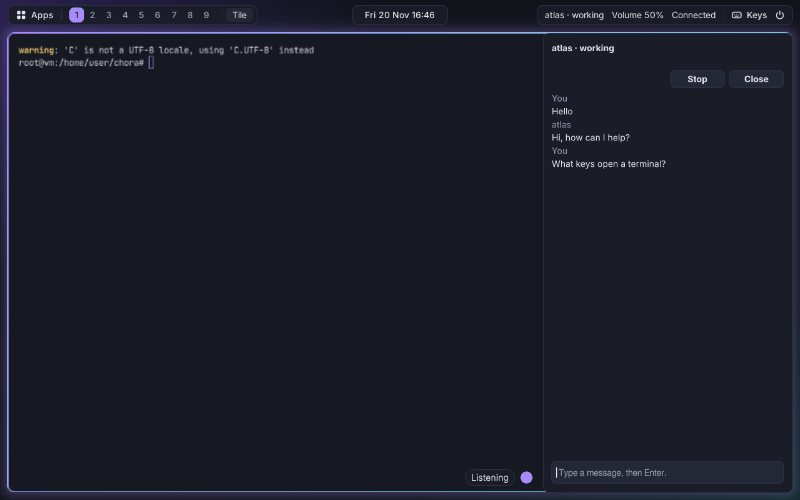 Apps 1 2 3 4 5 6 7 8 9 Tile
Fri 20 Nov 16:46
atlas · working Volume 50% Connected Keys
warning: 'C' is not a UTF-8 locale, using 'C.UTF-8' instead
root@vm:/home/user/chora#
Listening
atlas · working
Stop Close
You
Hello
atlas
Hi, how can I help?
You
What keys open a terminal?
Type a message, then Enter.